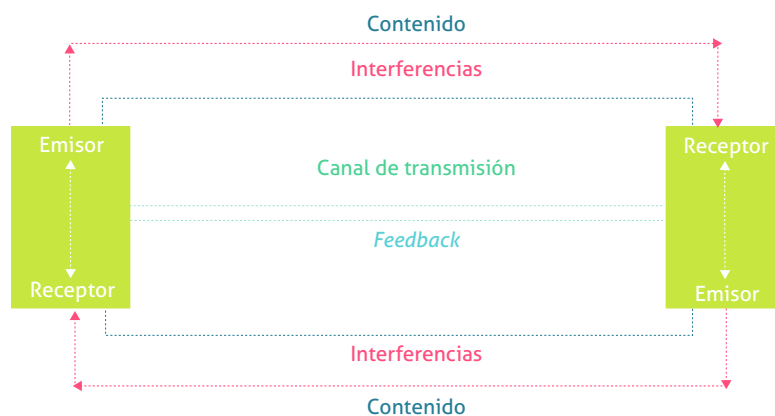 Contenido
Interferencias
Emisor
Receptor
Canal de transmisión
Feedback
Receptor
Emisor
Interferencias
Contenido